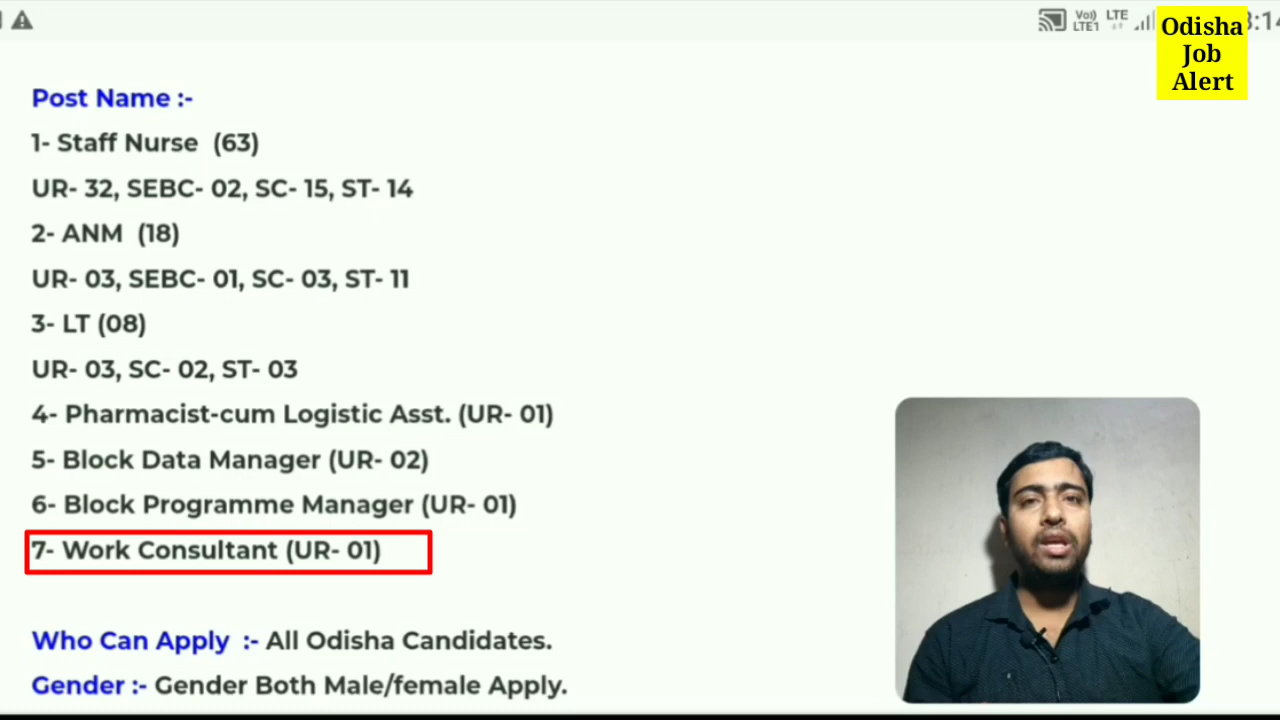 Vo))
LTE1
LTE
Odisha
Job
Alert
Post Name :-
1- Staff Nurse (63)
UR- 32, SEBC- 02, SC- 15, ST- 14
2- ANM (18)
UR- 03, SEBC- 01, SC- 03, ST- 11
3- LT (08)
UR- 03, SC- 02, ST- 03
4- Pharmacist-cum Logistic Asst. (UR- 01)
5- Block Data Manager (UR- 02)
6- Block Programme Manager (UR- 01)
7- Work Consultant (UR- 01)
Who Can Apply :- All Odisha Candidates.
Gender :- Gender Both Male/female Apply.